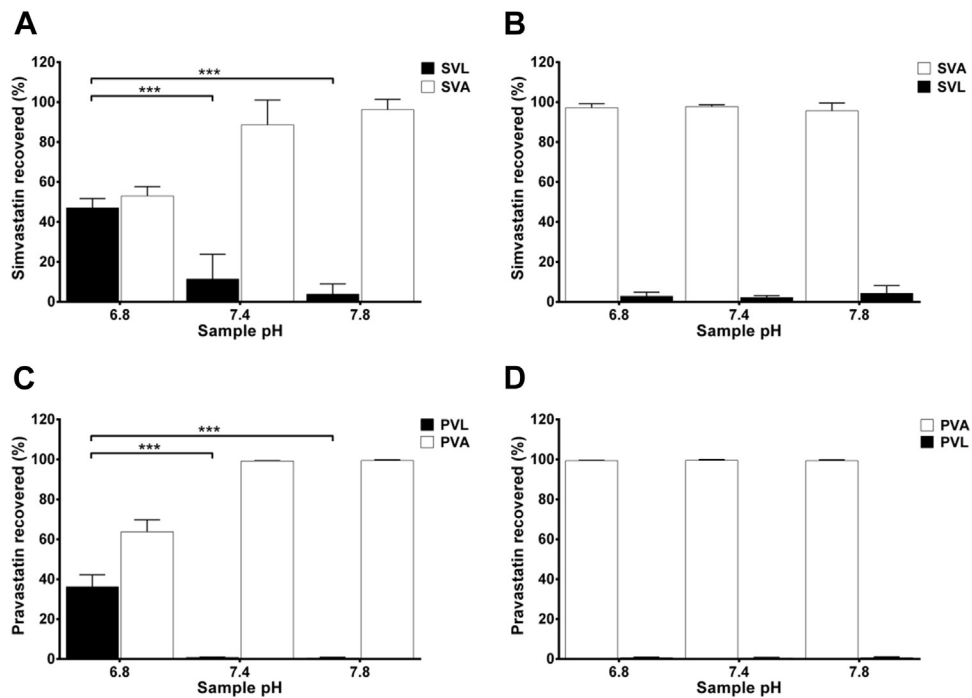 A
Simvastatin recovered (%)
120
100
80
60
40
20
0
***
***
SVL
SVA
6.8 7.4 7.8
Sample pH
B
Simvastatin recovered (%)
120
100
80
60
40
20
0
SVA
SVL
6.8 7.4 7.8
Sample pH
C
Pravastatin recovered (%)
120
100
80
60
40
20
0
***
***
PVL
PVA
6.8 7.4 7.8
Sample pH
D
Pravastatin recovered (%)
120
100
80
60
40
20
0
PVA
PVL
6.8 7.4 7.8
Sample pH